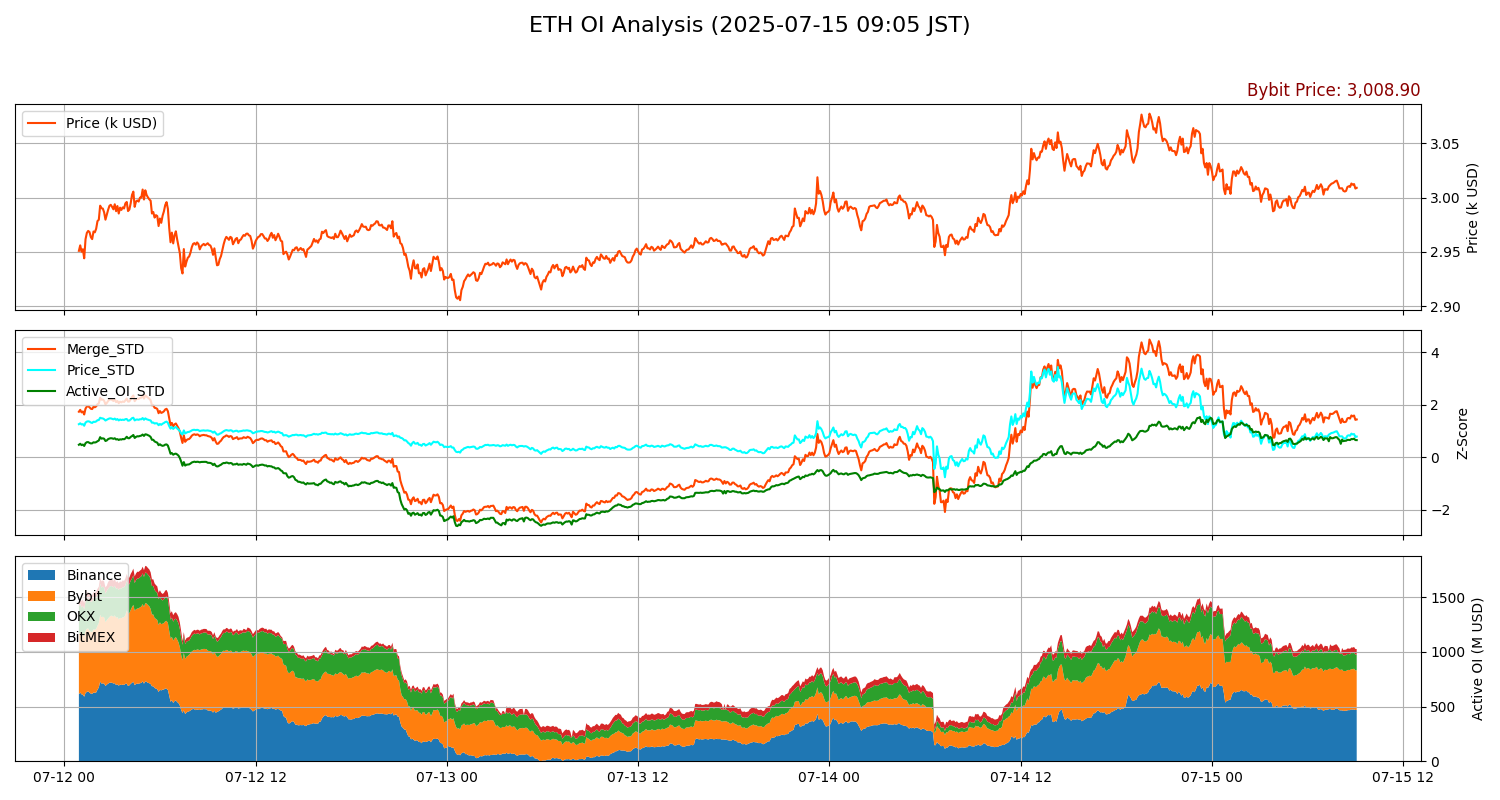 ETH OI Analysis (2025-07-15 09:05 JST)
Bybit Price: 3,008.90
Price (k USD)
3.05
3.00
2.95
2.90
Price (k USD)
Merge_STD
Price_STD
Active_OI_STD
4
2
0
−2
Z-Score
Binance
Bybit
OKX
BitMEX
1500
1000
500
0
Active OI (M USD)
07-12 00
07-12 12
07-13 00
07-13 12
07-14 00
07-14 12
07-15 00
07-15 12